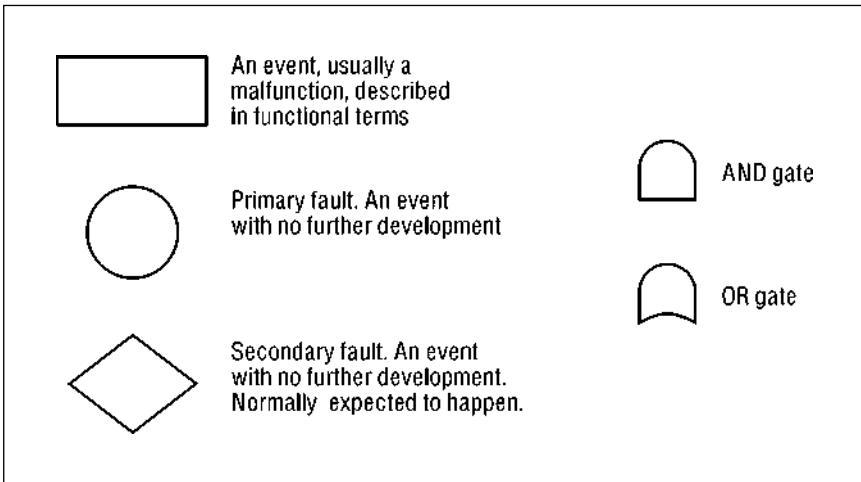 An event, usually a
malfunction, described
in functional terms
Primary fault. An event
with no further development
Secondary fault. An event
with no further development.
Normally expected to happen.
AND gate
OR gate